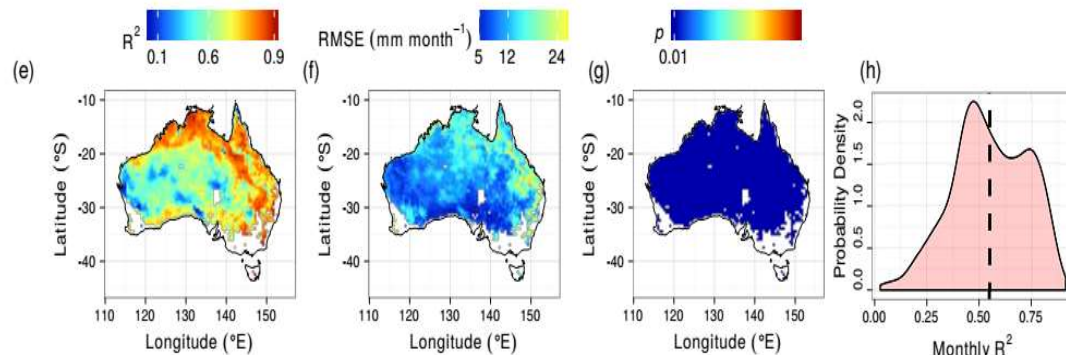 R² 0.1 0.6 0.9
RMSE (mm month⁻¹) 5 12 24
p 0.01
(e) (f) (g) (h)
-10 -20 -30 -40
Latitude (°S)
110 120 130 140 150
Longitude (°E)
-10 -20 -30 -40
Latitude (°S)
110 120 130 140 150
Longitude (°E)
-10 -20 -30 -40
Latitude (°S)
110 120 130 140 150
Longitude (°E)
2.0 1.5 1.0 0.5 0.0
Probability Density
0.00 0.25 0.50 0.75
Monthly R²